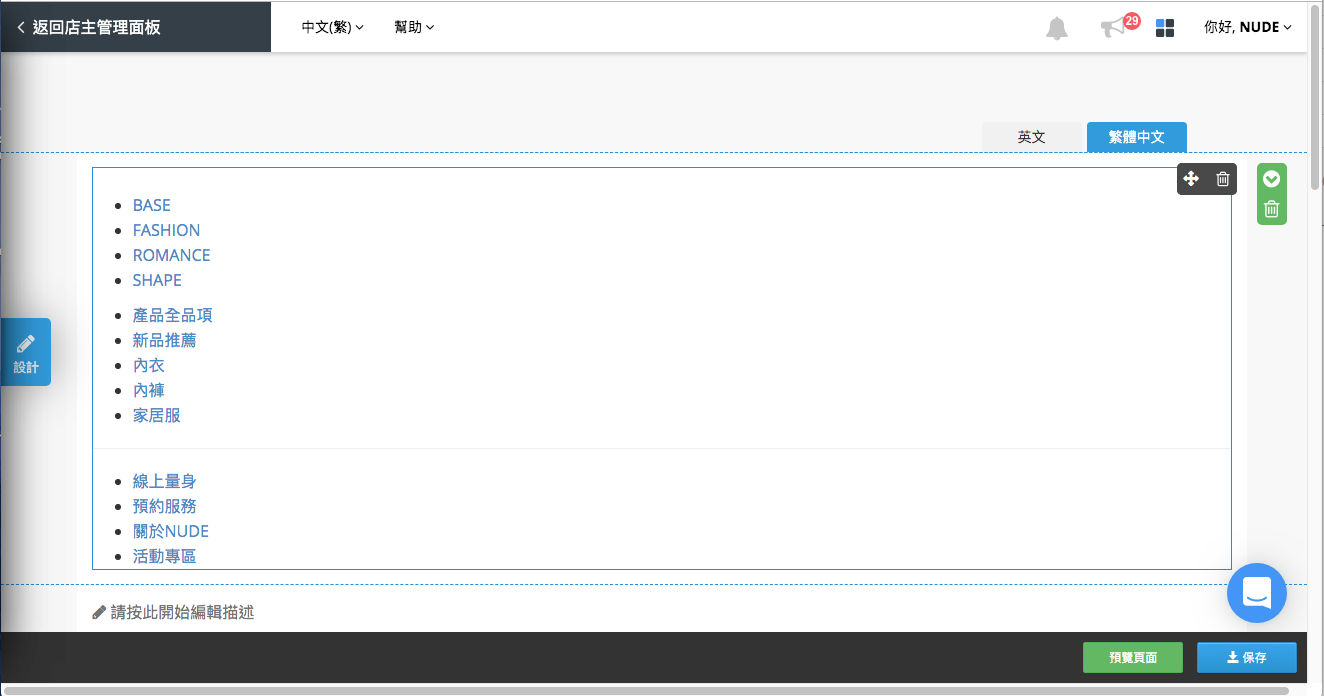 返回店主管理面板
中文(繁)
幫助
29
你好, NUDE
英文
繁體中文
BASE
FASHION
ROMANCE
SHAPE
產品全品項
新品推薦
內衣
內褲
家居服
設計
線上量身
預約服務
關於NUDE
活動專區
請按此開始編輯描述
預覽頁面
保存